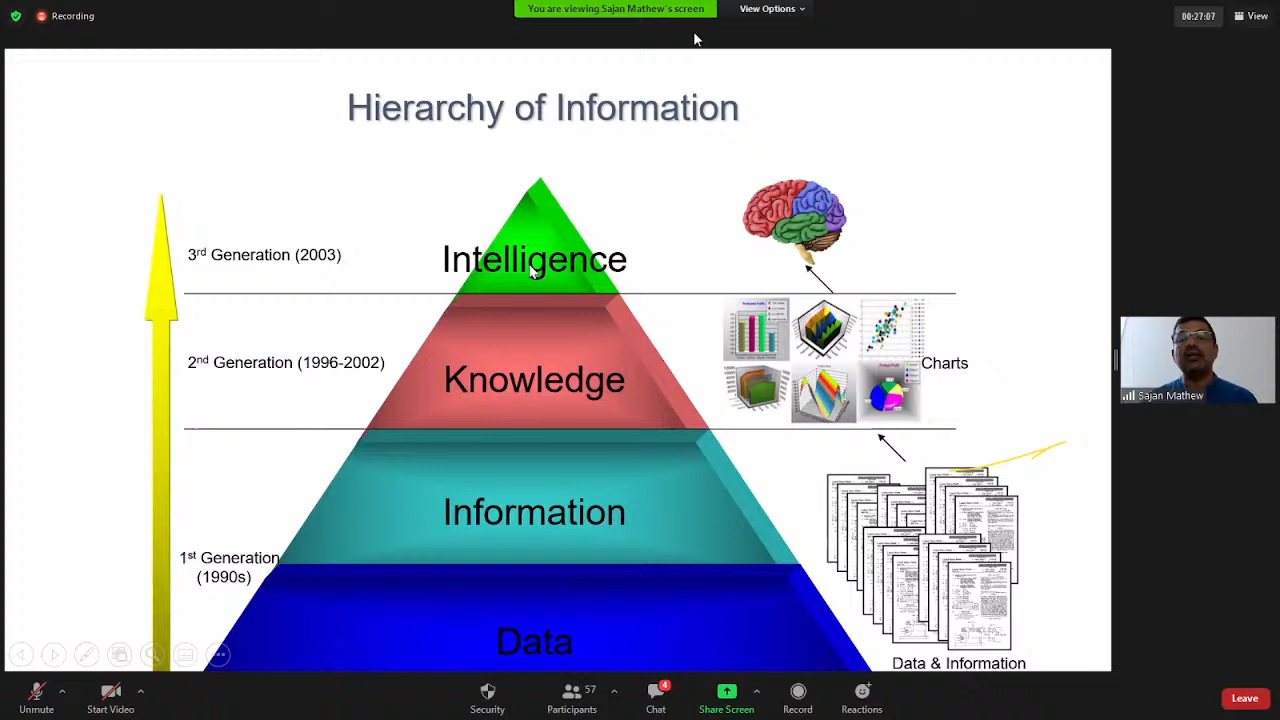 Recording
You are viewing Sajan Mathew's screen
View Options
00:27:07
View
Hierarchy of Information
3rd Generation (2003)
Intelligence
2nd Generation (1996-2002)
Knowledge
Charts
Information
1st Generation
(1990s)
Data
Data & Information
Sajan Mathew
Unmute
Start Video
Security
Participants
57
Chat
4
Share Screen
Record
Reactions
Leave